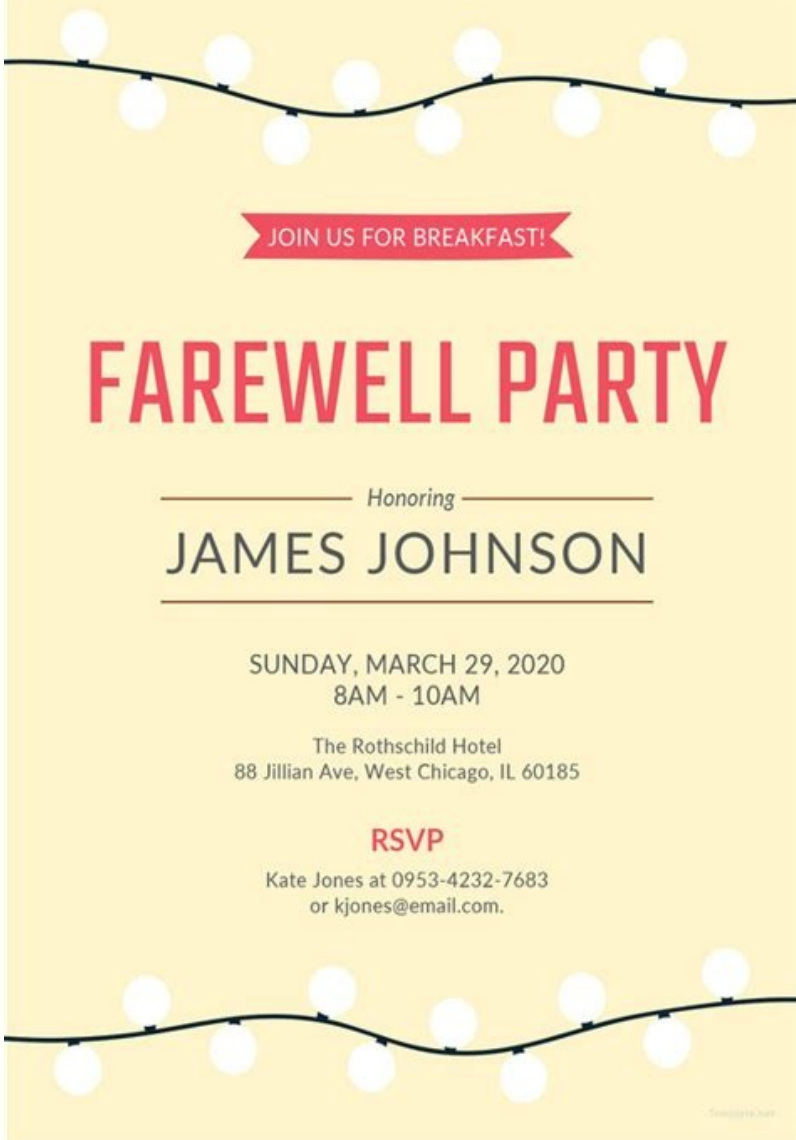 JOIN US FOR BREAKFAST!
FAREWELL PARTY
Honoring
JAMES JOHNSON
SUNDAY, MARCH 29, 2020
8AM - 10AM
The Rothschild Hotel
88 Jillian Ave, West Chicago, IL 60185
RSVP
Kate Jones at 0953-4232-7683
or kjones@email.com.